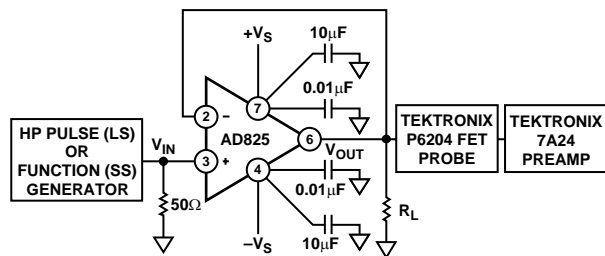 10μF
+VS
0.01μF
2
–
7
AD825
6
HP PULSE (LS)
OR
FUNCTION (SS)
GENERATOR
VIN
3
+
4
VOUT
0.01μF
TEKTRONIX
P6204 FET
PROBE
TEKTRONIX
7A24
PREAMP
50Ω
–VS
10μF
RL